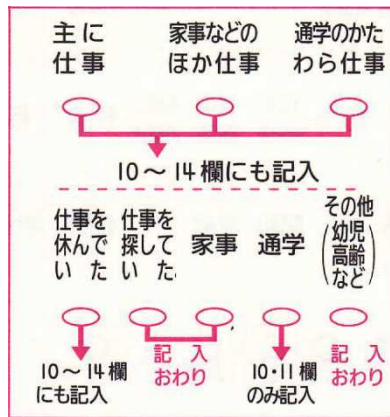 主に 家事などの 通学のかた
仕事 ほか仕事 わら仕事
10～14欄にも記入
仕事を 仕事を その他
休んで 探して 家事 通学 (幼児
いた いた 高齢
など)
10～14欄 記入 10・11欄 記入
にも記入 おわり のみ記入 おわり